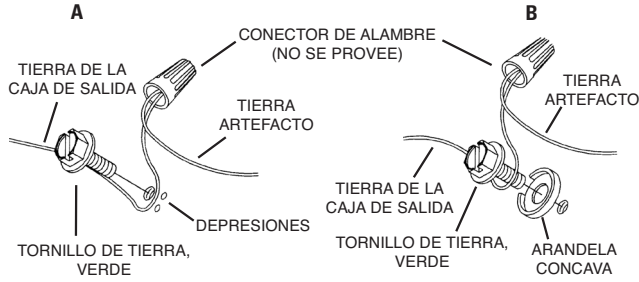 A
B
CONECTOR DE ALAMBRE
(NO SE PROVEE)
TIERRA DE LA
CAJA DE SALIDA
TIERRA
ARTEFACTO
TIERRA
ARTEFACTO
DEPRESIONES
TORNILLO DE TIERRA,
VERDE
TIERRA DE LA
CAJA DE SALIDA
TORNILLO DE TIERRA,
VERDE
ARANDELA
CONCAVA